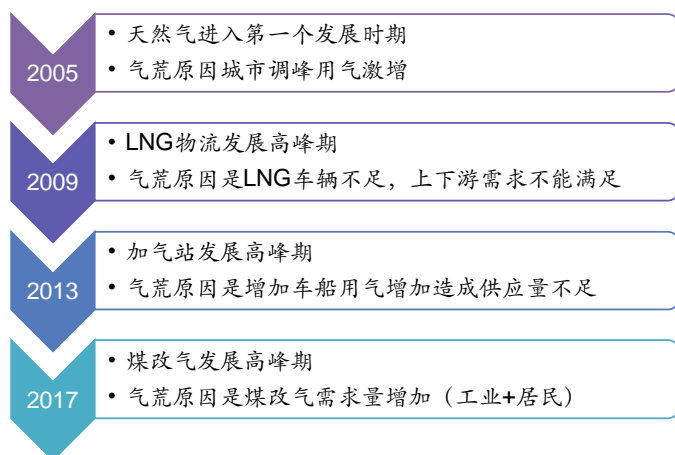 2005
• 天然气进入第一个发展时期
• 气荒原因城市调峰用气激增
2009
• LNG物流发展高峰期
• 气荒原因是LNG车辆不足，上下游需求不能满足
2013
• 加气站发展高峰期
• 气荒原因是增加车船用气增加造成供应量不足
2017
• 煤改气发展高峰期
• 气荒原因是煤改气需求量增加（工业+居民）